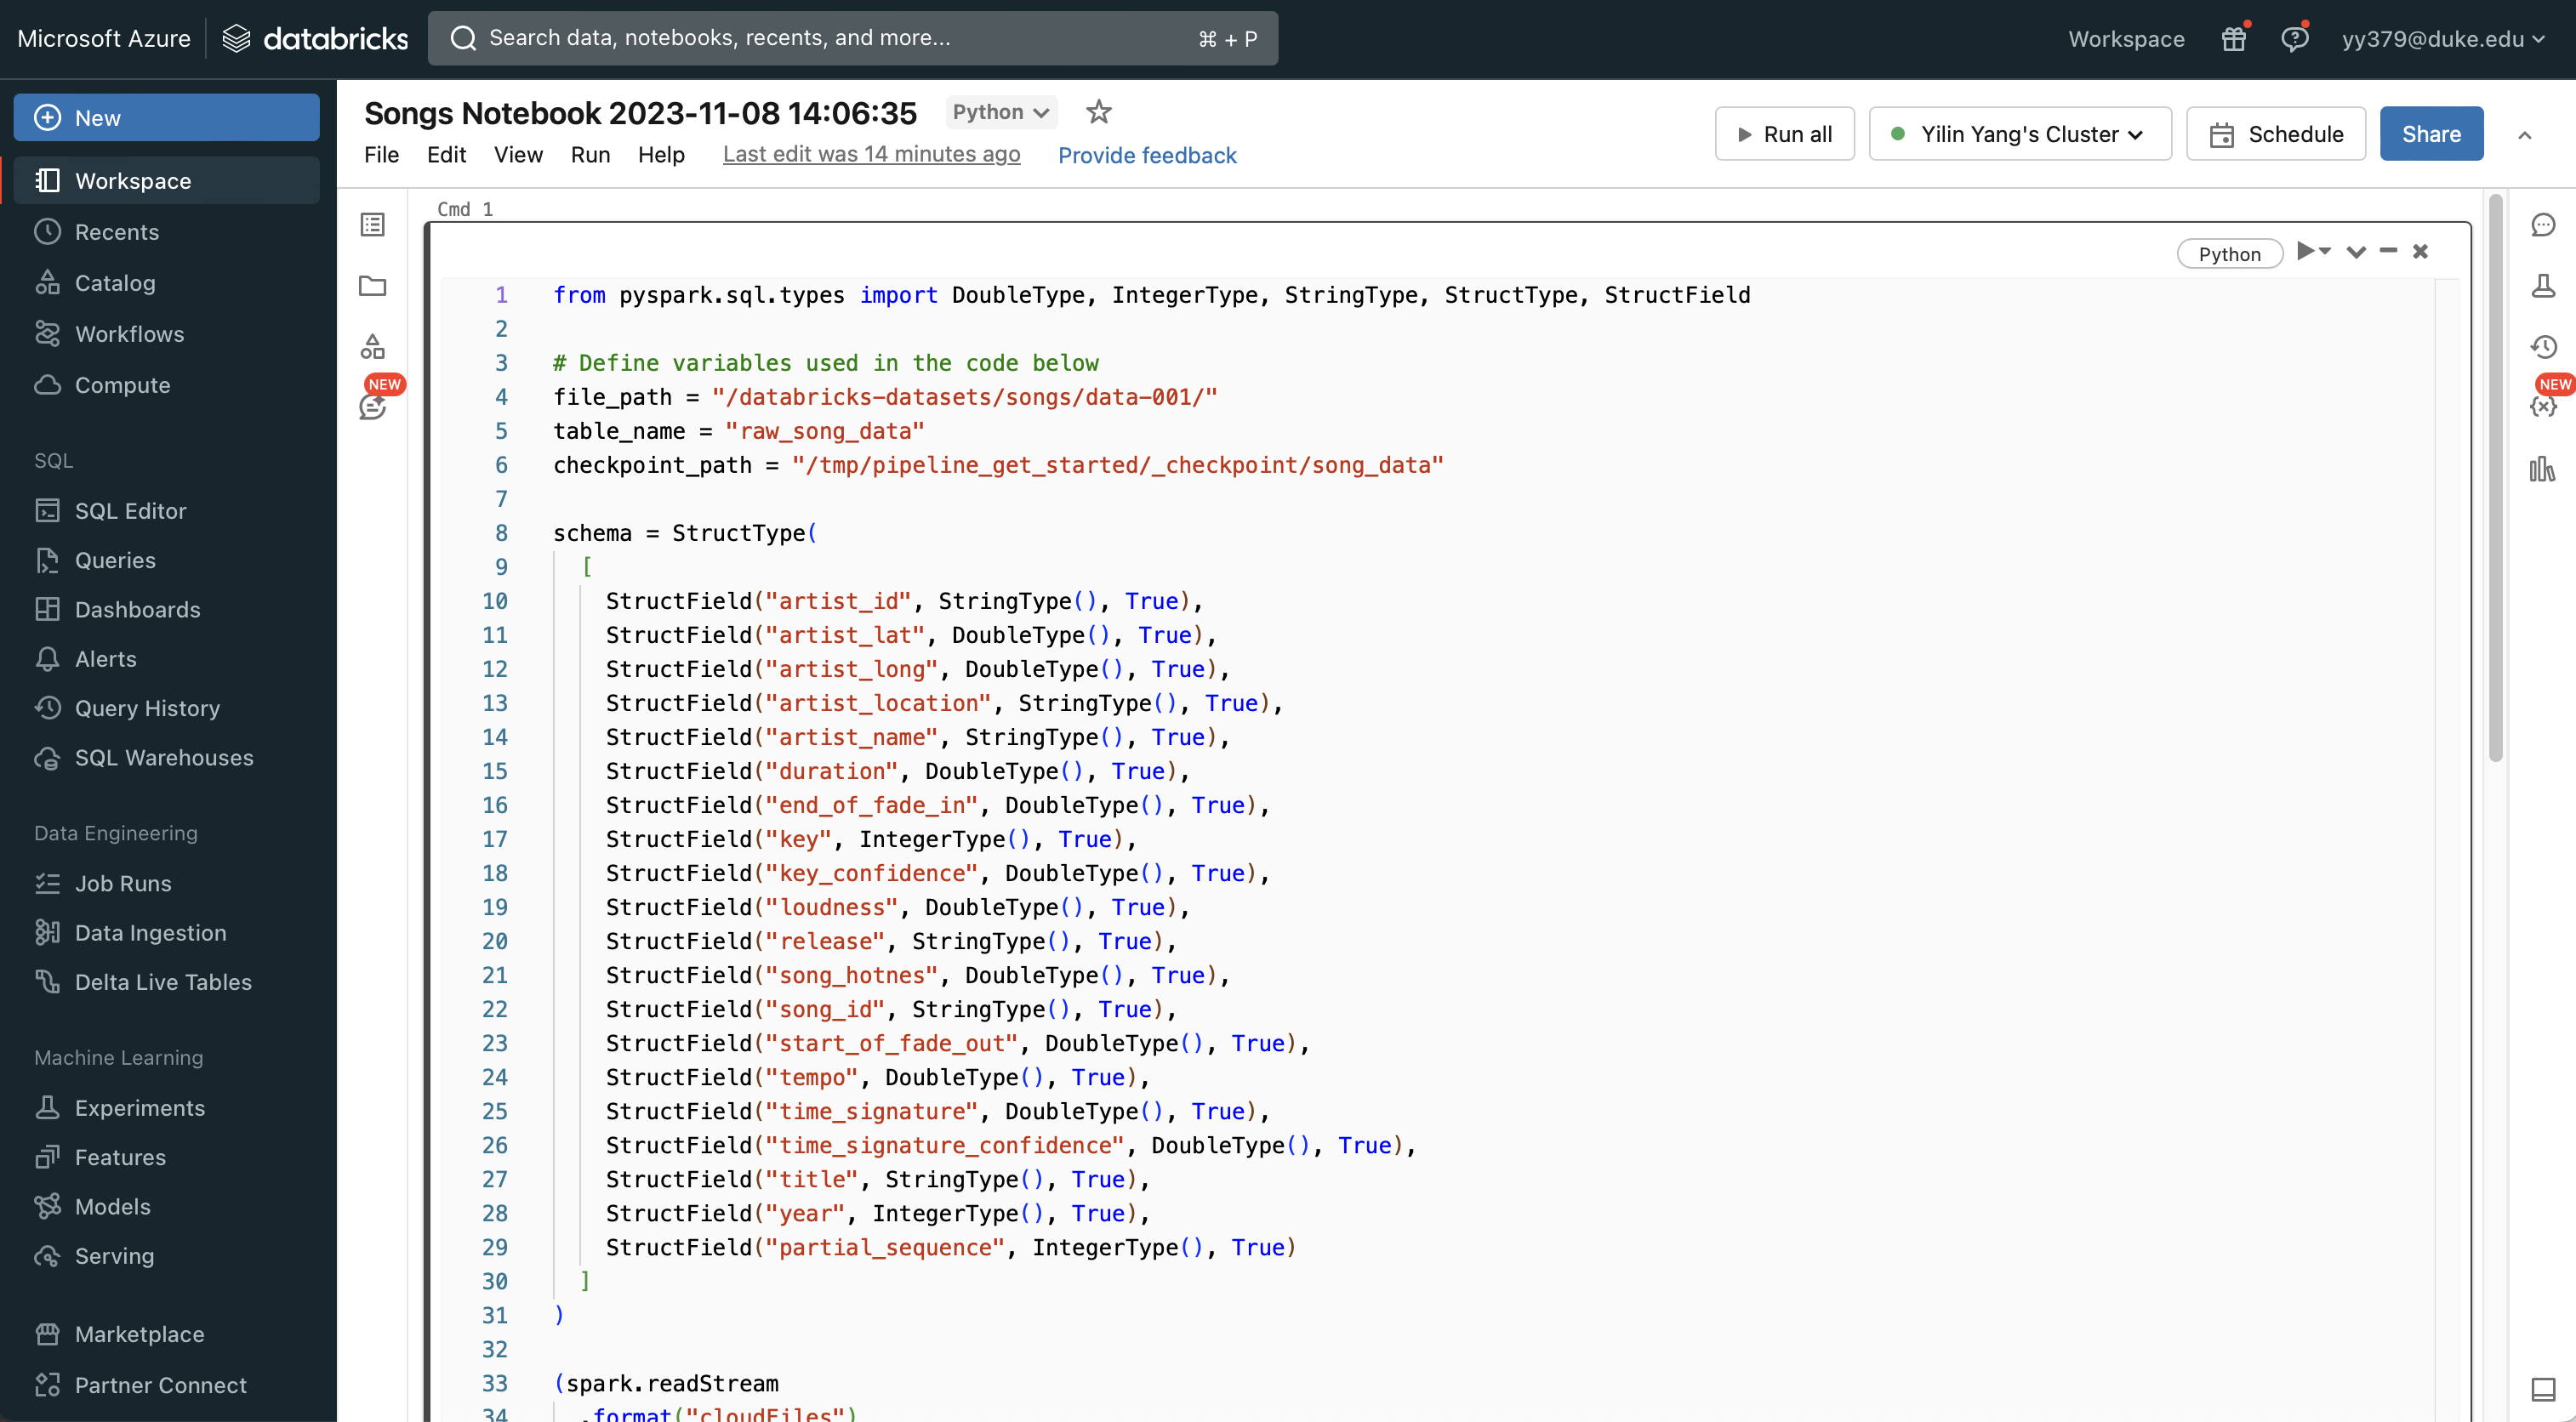 Microsoft Azure
databricks
Search data, notebooks, recents, and more...
⌘ + P
Workspace
yy379@duke.edu
New
Workspace
Recents
Catalog
Workflows
Compute
SQL
SQL Editor
Queries
Dashboards
Alerts
Query History
SQL Warehouses
Data Engineering
Job Runs
Data Ingestion
Delta Live Tables
Machine Learning
Experiments
Features
Models
Serving
Marketplace
Partner Connect
Songs Notebook 2023-11-08 14:06:35
Python
File Edit View Run Help Last edit was 14 minutes ago Provide feedback
Run all
Yilin Yang's Cluster
Schedule
Share
NEW
Cmd 1
Python
1 from pyspark.sql.types import DoubleType, IntegerType, StringType, StructType, StructField
2
3 # Define variables used in the code below
4 file_path = "/databricks-datasets/songs/data-001/"
5 table_name = "raw_song_data"
6 checkpoint_path = "/tmp/pipeline_get_started/_checkpoint/song_data"
7
8 schema = StructType(
9 [
10 StructField("artist_id", StringType(), True),
11 StructField("artist_lat", DoubleType(), True),
12 StructField("artist_long", DoubleType(), True),
13 StructField("artist_location", StringType(), True),
14 StructField("artist_name", StringType(), True),
15 StructField("duration", DoubleType(), True),
16 StructField("end_of_fade_in", DoubleType(), True),
17 StructField("key", IntegerType(), True),
18 StructField("key_confidence", DoubleType(), True),
19 StructField("loudness", DoubleType(), True),
20 StructField("release", StringType(), True),
21 StructField("song_hotnes", DoubleType(), True),
22 StructField("song_id", StringType(), True),
23 StructField("start_of_fade_out", DoubleType(), True),
24 StructField("tempo", DoubleType(), True),
25 StructField("time_signature", DoubleType(), True),
26 StructField("time_signature_confidence", DoubleType(), True),
27 StructField("title", StringType(), True),
28 StructField("year", IntegerType(), True),
29 StructField("partial_sequence", IntegerType(), True)
30 ]
31 )
32
33 (spark.readStream
34 .format("cloudFiles")
NEW